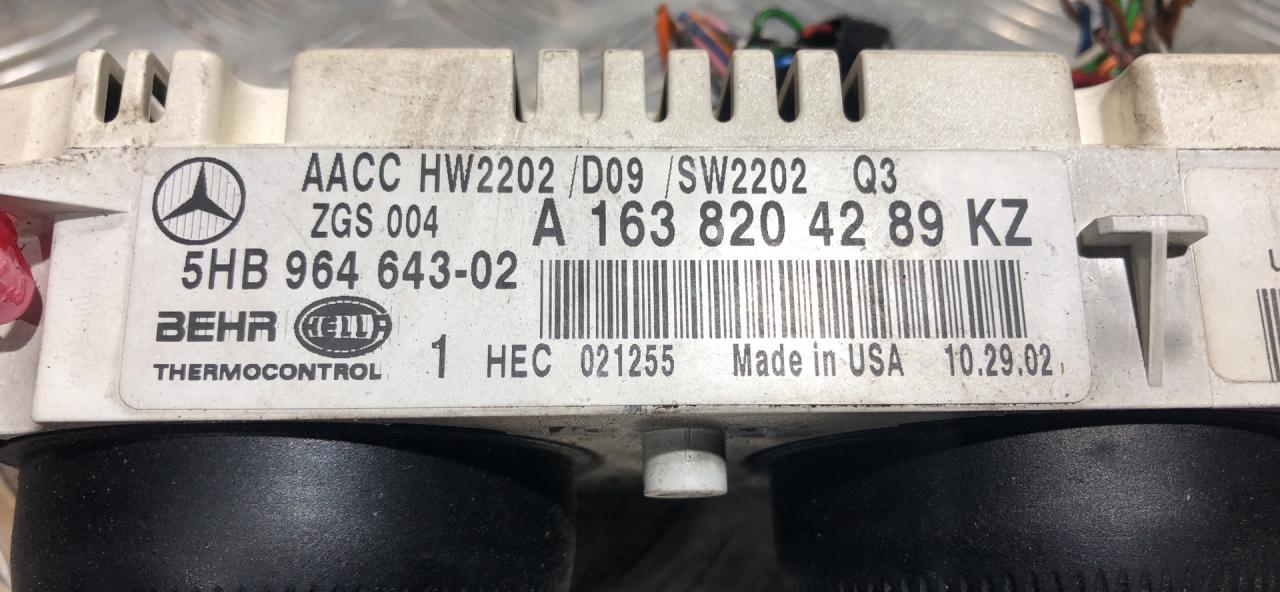 AACC HW2202 /D09 /SW2202 Q3
ZGS 004 A 163 820 42 89 KZ
5HB 964 643-02
BEHR HELLA
THERMOCONTROL 1 HEC 021255 Made in USA 10.29.02